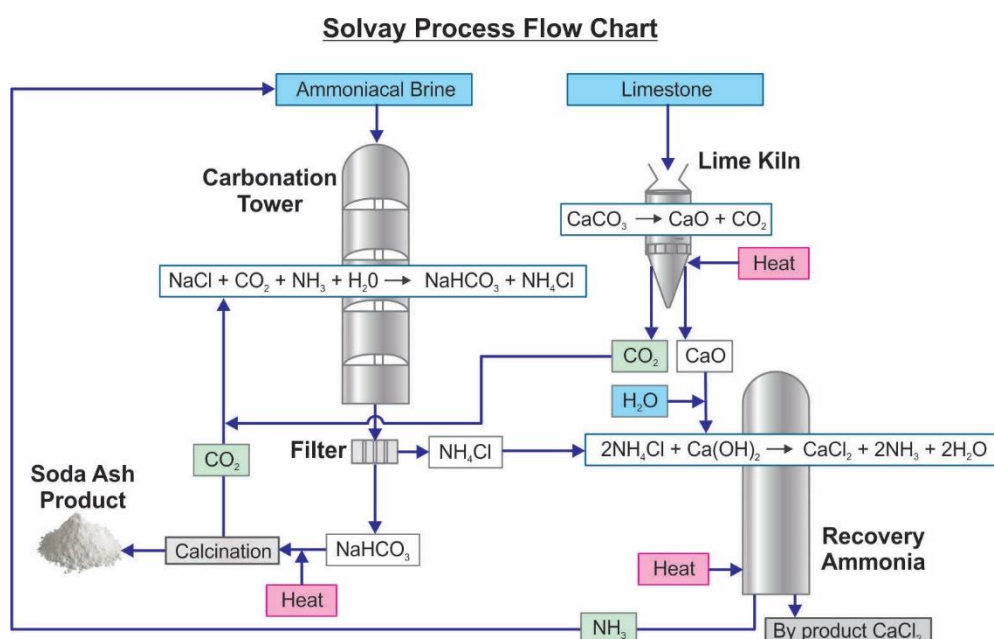 Solvay Process Flow Chart
Ammoniacal Brine
Limestone
Carbonation
Tower
Lime Kiln
CaCO₃ → CaO + CO₂
Heat
NaCl + CO₂ + NH₃ + H₂0 → NaHCO₃ + NH₄Cl
CO₂
CaO
H₂O
Filter
NH₄Cl
2NH₄Cl + Ca(OH)₂ → CaCl₂ + 2NH₃ + 2H₂O
CO₂
Soda Ash
Product
Calcination
NaHCO₃
Heat
Heat
Recovery
Ammonia
NH₃
By product CaCl₂